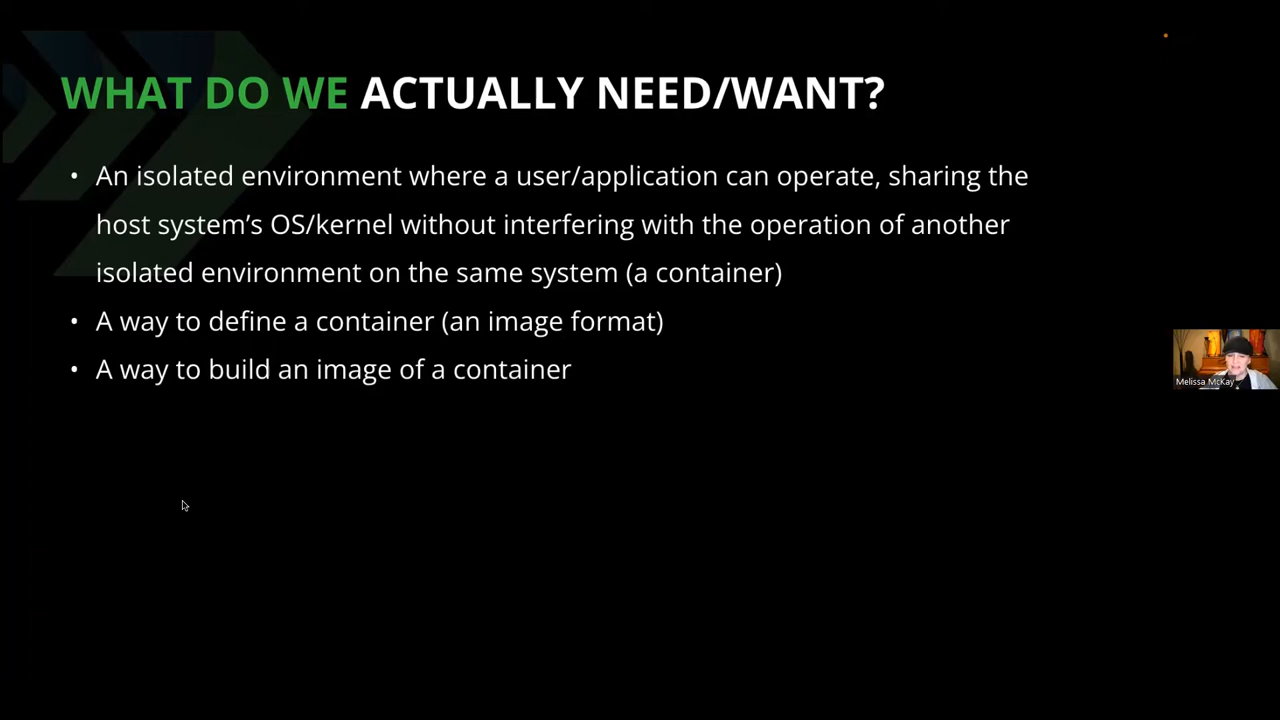 WHAT DO WE ACTUALLY NEED/WANT?
• An isolated environment where a user/application can operate, sharing the
host system’s OS/kernel without interfering with the operation of another
isolated environment on the same system (a container)
• A way to define a container (an image format)
• A way to build an image of a container
Melissa McKay